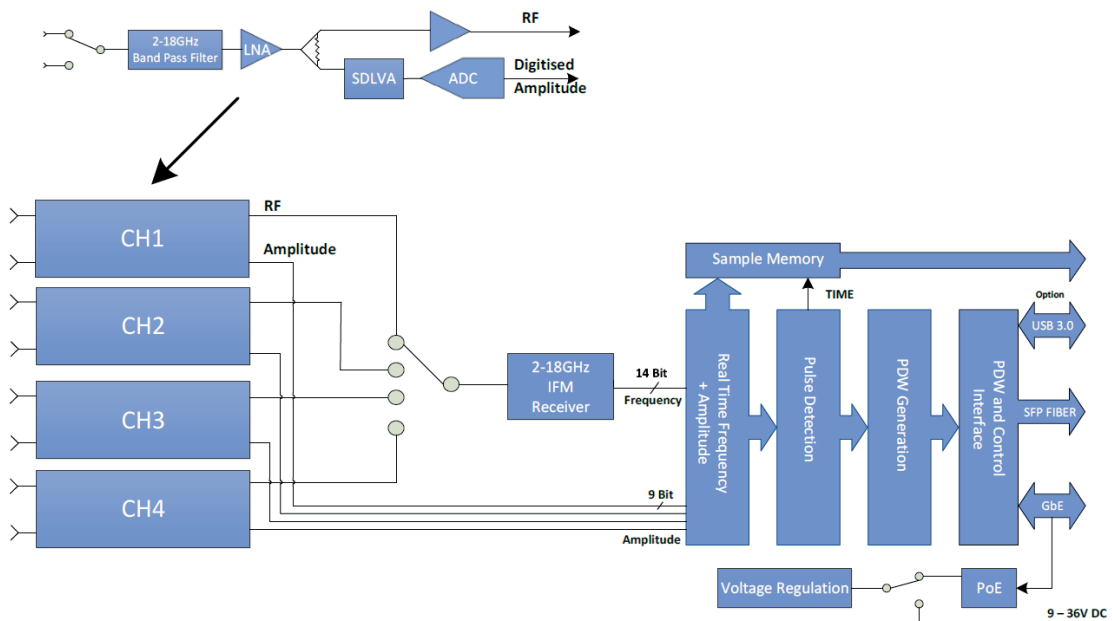 RF
2-18GHz
Band Pass Filter
LNA
SDLVA
ADC
Digitised
Amplitude
CH1
RF
Amplitude
CH2
CH3
CH4
2-18GHz
IFM
Receiver
14 Bit
Frequency
9 Bit
Amplitude
Sample Memory
TIME
Real Time Frequency
+ Amplitude
Pulse Detection
PDW Generation
PDW and Control
Interface
Option
USB 3.0
SFP FIBER
GbE
Voltage Regulation
PoE
9 – 36V DC